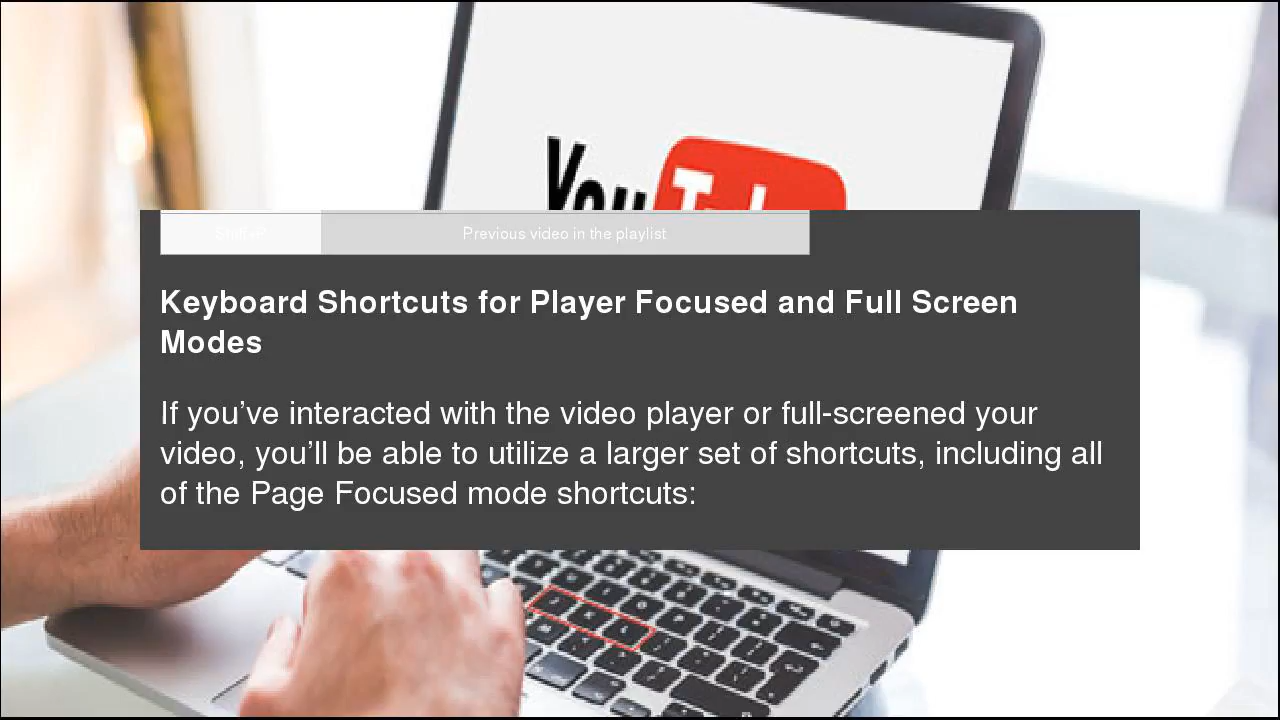 You
Shift+P Previous video in the playlist
Keyboard Shortcuts for Player Focused and Full Screen
Modes
If you’ve interacted with the video player or full-screened your
video, you’ll be able to utilize a larger set of shortcuts, including all
of the Page Focused mode shortcuts: